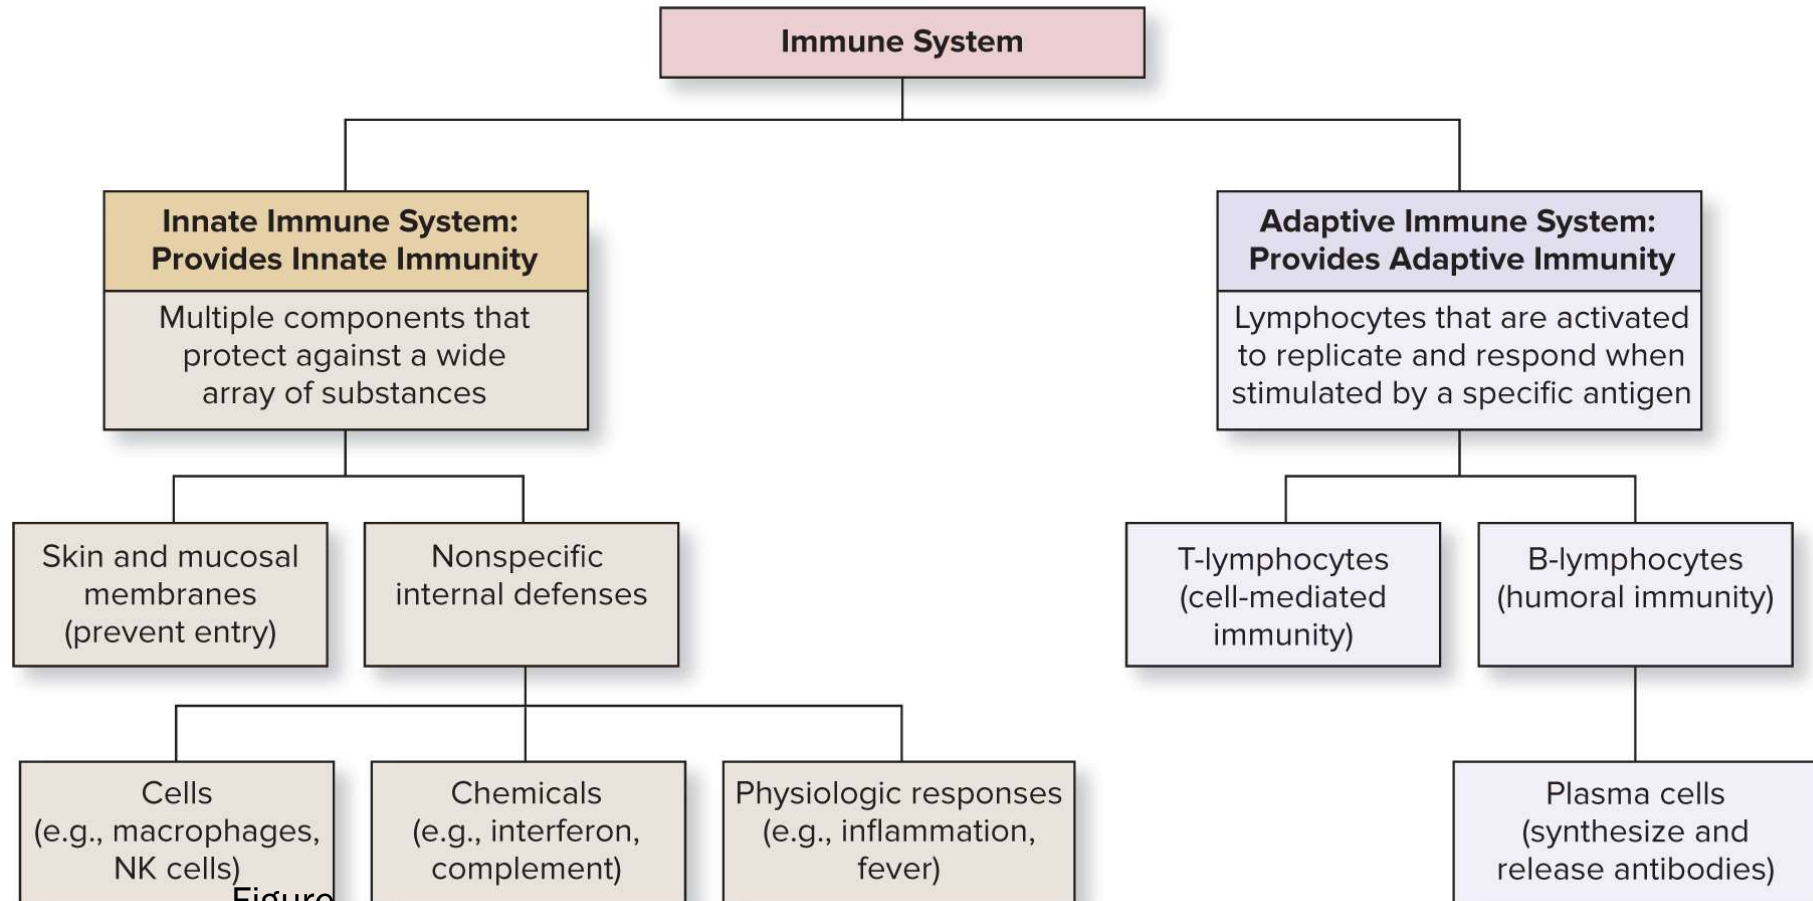 Immune System
Innate Immune System:
Provides Innate Immunity
Multiple components that
protect against a wide
array of substances
Adaptive Immune System:
Provides Adaptive Immunity
Lymphocytes that are activated
to replicate and respond when
stimulated by a specific antigen
Skin and mucosal
membranes
(prevent entry)
Nonspecific
internal defenses
T-lymphocytes
(cell-mediated
immunity)
B-lymphocytes
(humoral immunity)
Cells
(e.g., macrophages,
NK cells)
Chemicals
(e.g., interferon,
complement)
Physiologic responses
(e.g., inflammation,
fever)
Plasma cells
(synthesize and
release antibodies)
Figure